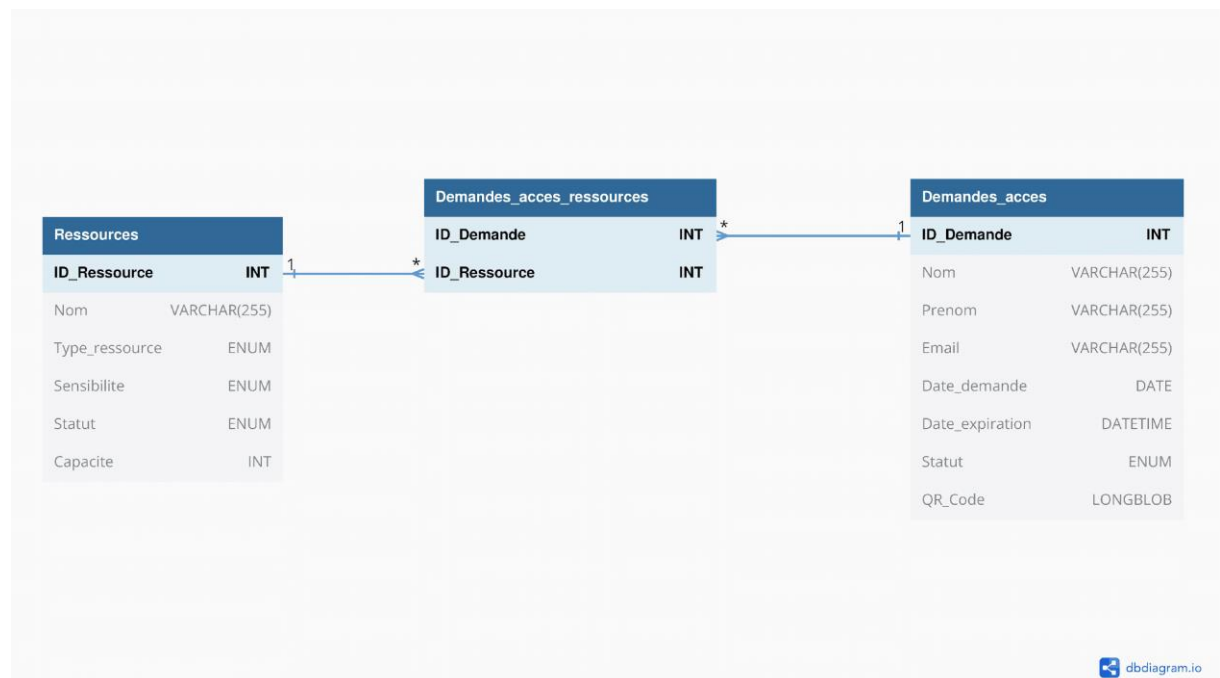 Ressources
ID_Ressource INT
Nom VARCHAR(255)
Type_ressource ENUM
Sensibilite ENUM
Statut ENUM
Capacite INT
1
*
Demandes_acces_ressources
ID_Demande INT
ID_Ressource INT
*
1
Demandes_acces
ID_Demande INT
Nom VARCHAR(255)
Prenom VARCHAR(255)
Email VARCHAR(255)
Date_demande DATE
Date_expiration DATETIME
Statut ENUM
QR_Code LONGBLOB
dbdiagram.io